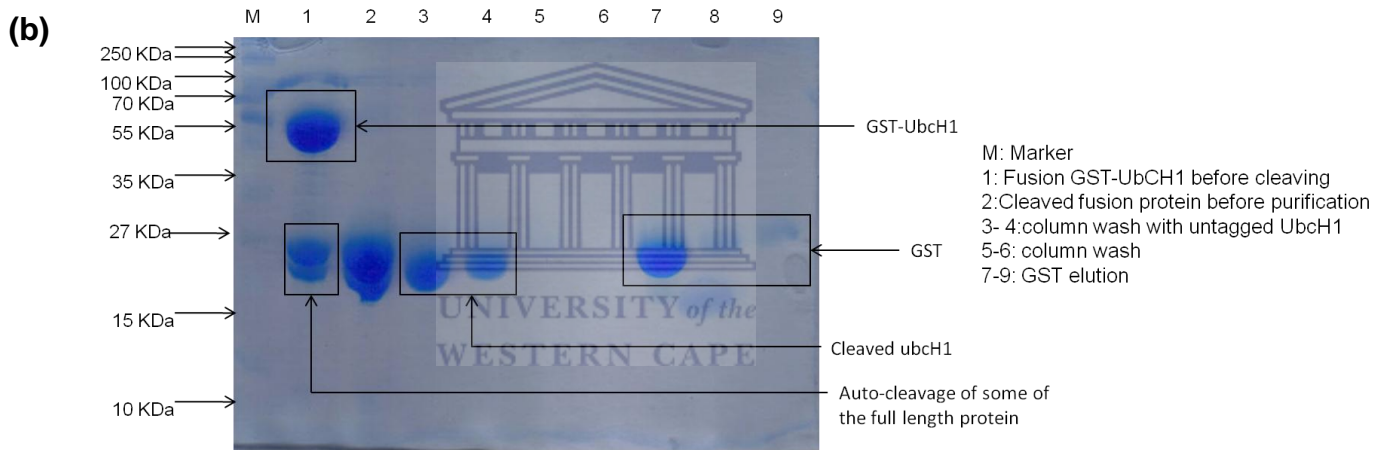 (b)
M 1 2 3 4 5 6 7 8 9
250 KDa
100 KDa
70 KDa
55 KDa
35 KDa
27 KDa
15 KDa
10 KDa
GST-UbcH1
GST
Cleaved ubcH1
Auto-cleavage of some of
the full length protein
M: Marker
1: Fusion GST-UbCH1 before cleaving
2:Cleaved fusion protein before purification
3- 4:column wash with untagged UbcH1
5-6: column wash
7-9: GST elution
UNIVERSITY of the
WESTERN CAPE